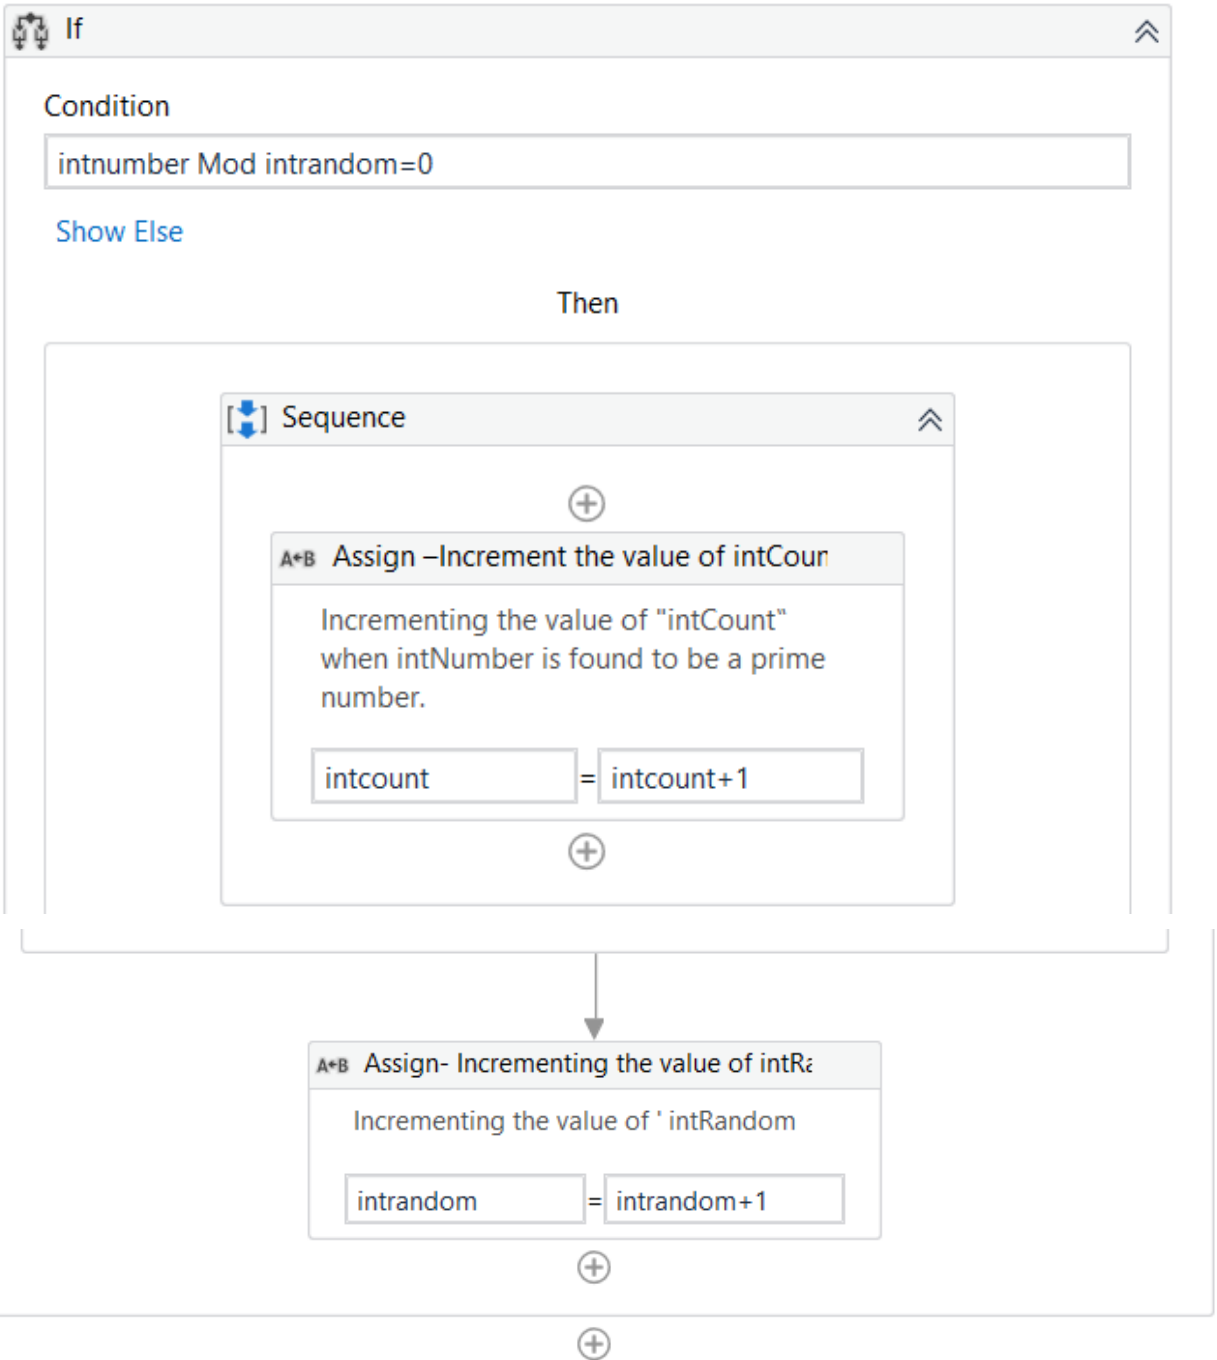 If
Condition
intnumber Mod intrandom=0
Show Else
Then
Sequence
A←B Assign –Increment the value of intCoun
Incrementing the value of "intCount“
when intNumber is found to be a prime
number.
intcount = intcount+1
A←B Assign- Incrementing the value of intRa
Incrementing the value of ' intRandom
intrandom = intrandom+1